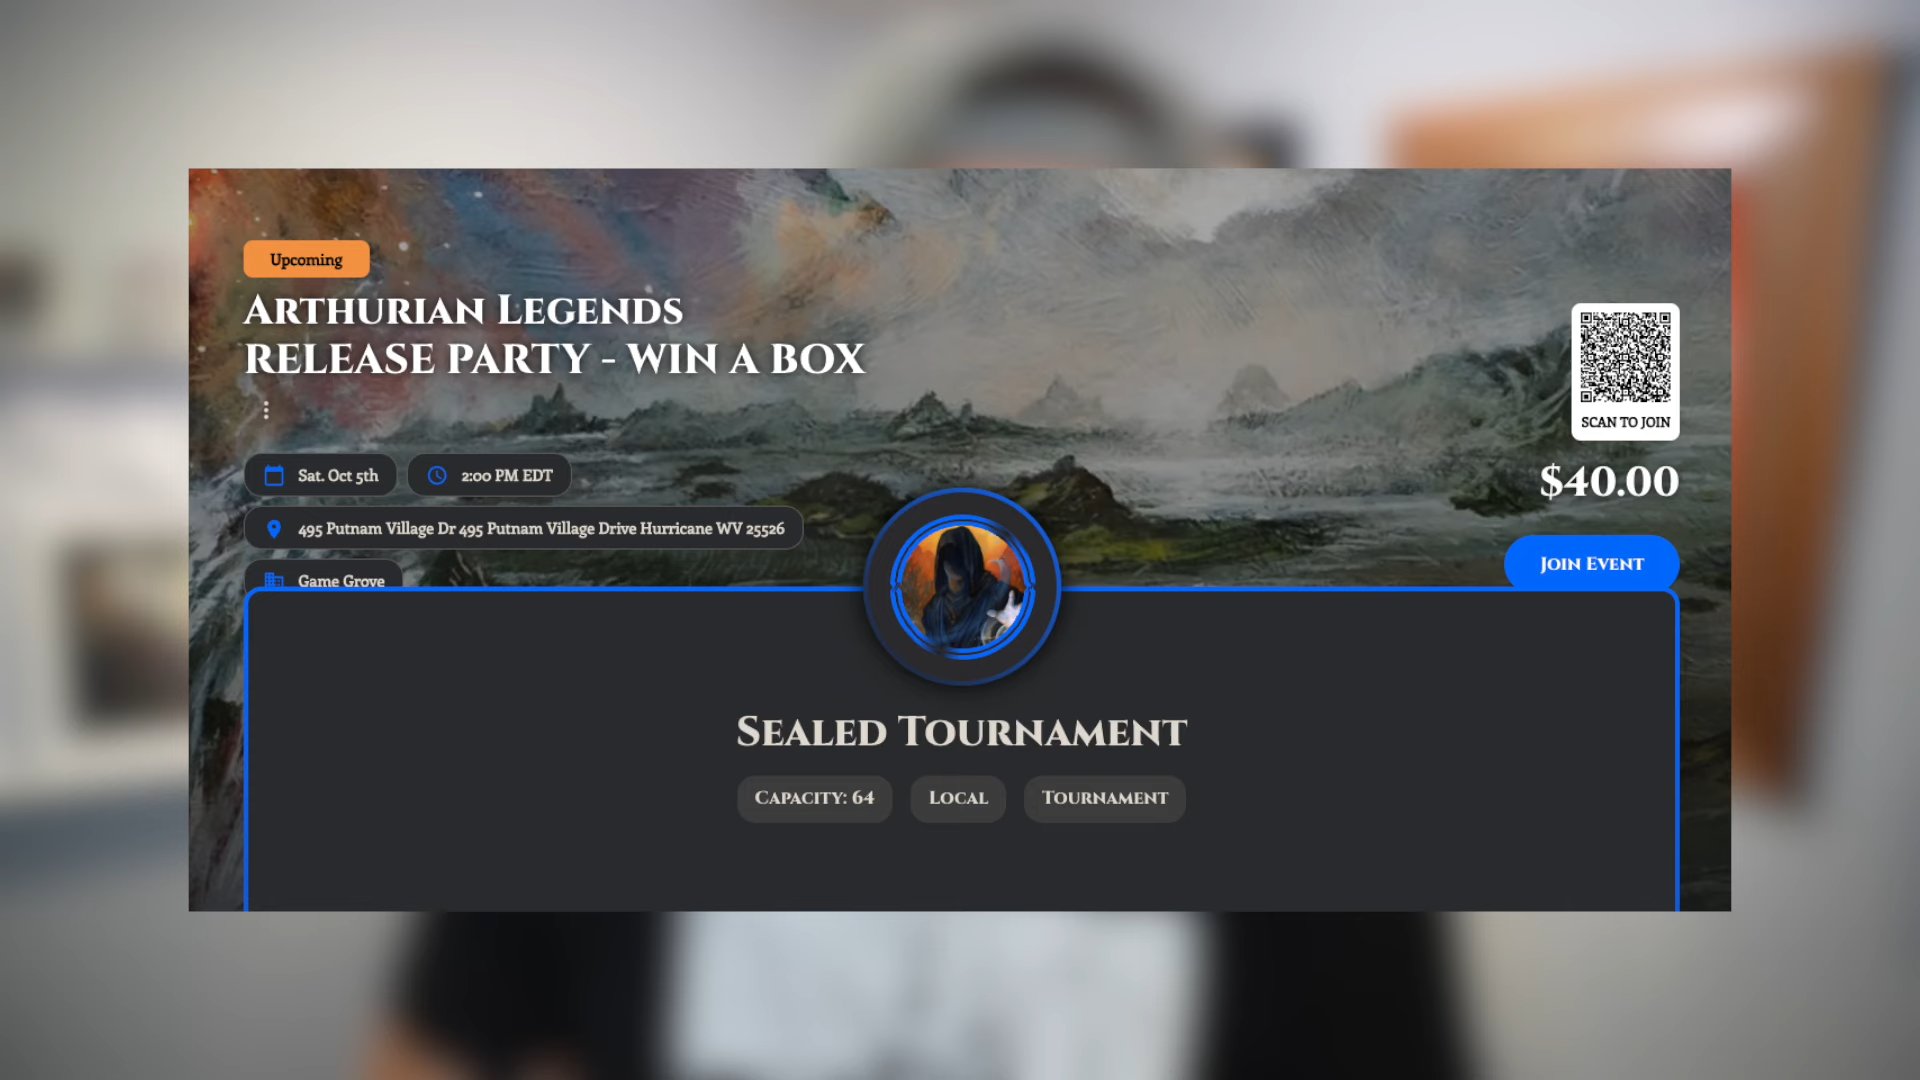 Upcoming
Arthurian Legends
release party - win a box
Sat. Oct 5th
2:00 PM EDT
495 Putnam Village Dr 495 Putnam Village Drive Hurricane WV 25526
Game Grove
SCAN TO JOIN
$40.00
Join Event
Sealed Tournament
Capacity: 64
Local
Tournament